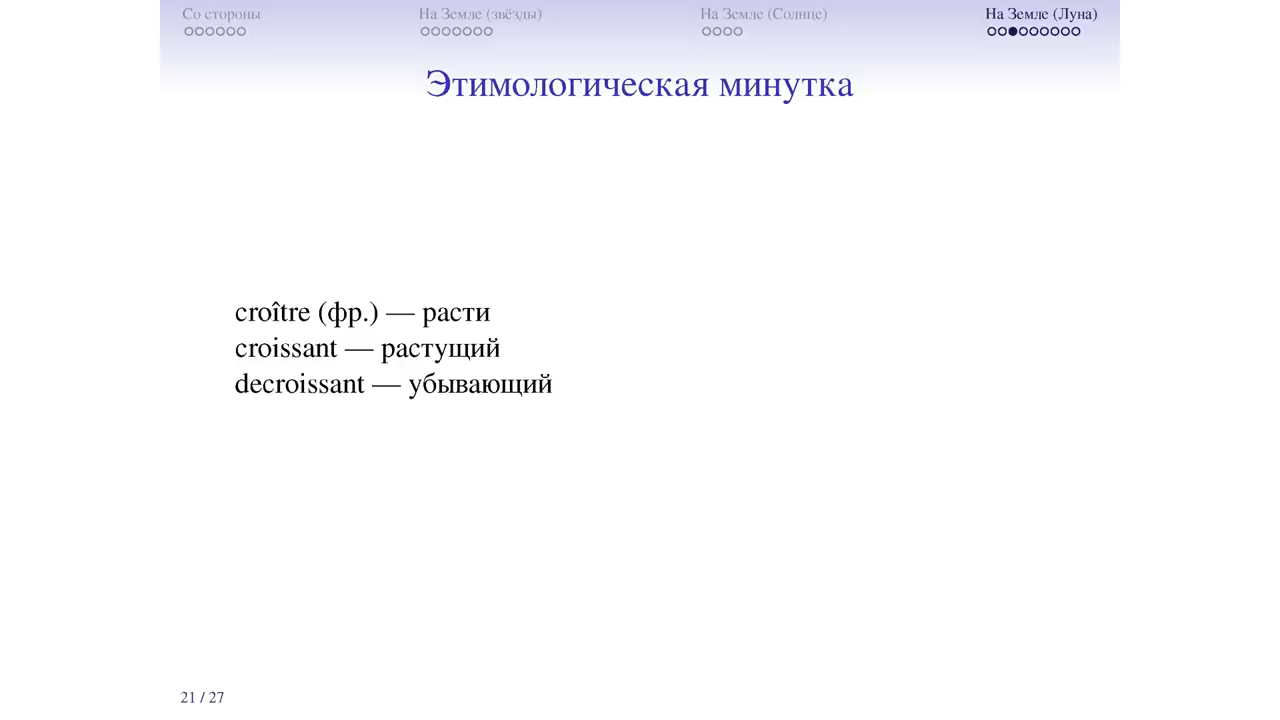 Со стороны
На Земле (звёзды)
На Земле (Солнце)
На Земле (Луна)
Этимологическая минутка
croître (фр.) — расти
croissant — растущий
decroissant — убывающий
21 / 27